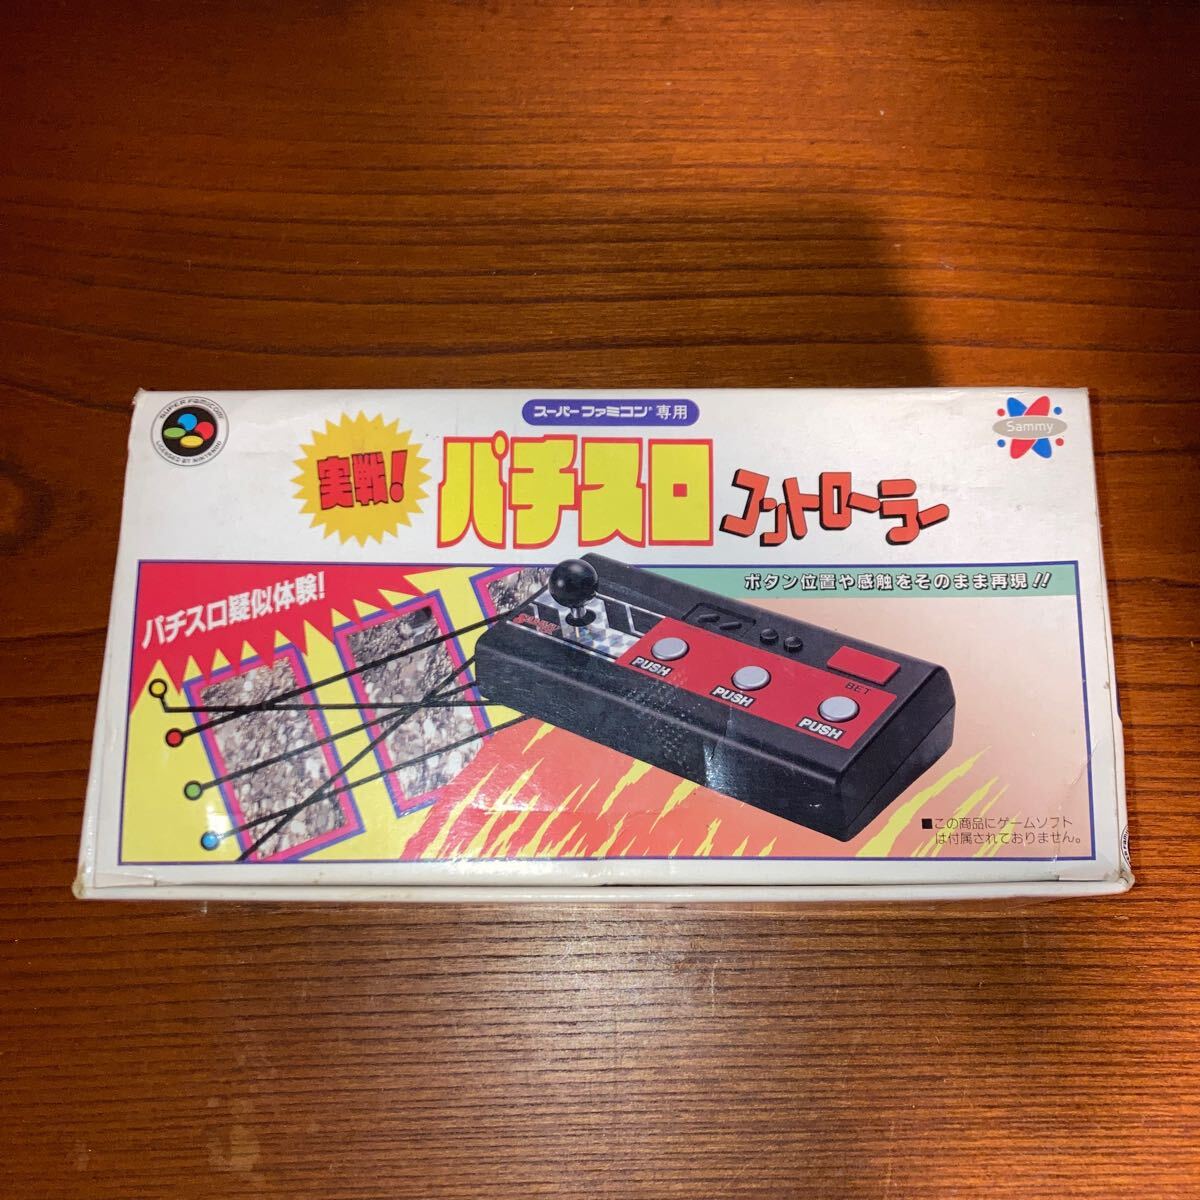 SUPER FAMICOM
LICENSED BY NINTENDO
スーパーファミコン専用
Sammy
実戦！
パチスロ
コントローラー
パチスロ疑似体験！
ボタン位置や感触をそのまま再現！！
PUSH
PUSH
PUSH
BET
■この商品にゲームソフト
は付属されておりません。